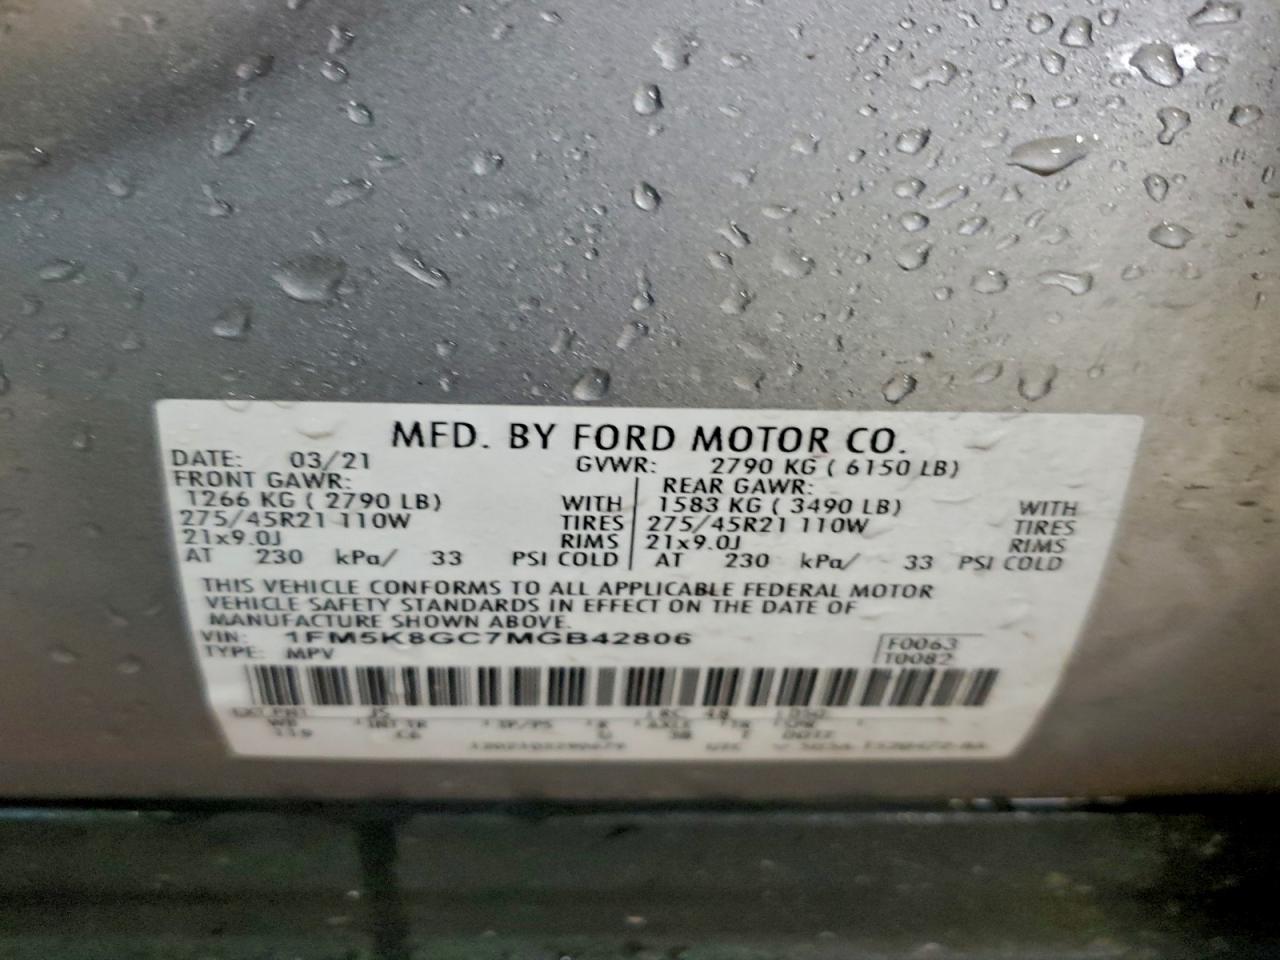 MFD. BY FORD MOTOR CO.
DATE: 03/21 GVWR: 2790 KG ( 6150 LB)
FRONT GAWR: REAR GAWR:
1266 KG ( 2790 LB) WITH 1583 KG ( 3490 LB) WITH
275/45R21 110W TIRES 275/45R21 110W TIRES
21x9.0J RIMS 21x9.0J RIMS
AT 230 kPa/ 33 PSI COLD AT 230 kPa/ 33 PSI COLD
THIS VEHICLE CONFORMS TO ALL APPLICABLE FEDERAL MOTOR
VEHICLE SAFETY STANDARDS IN EFFECT ON THE DATE OF
MANUFACTURE SHOWN ABOVE.
VIN: 1FM5K8GC7MGB42806 F0063
TYPE: MPV T0082